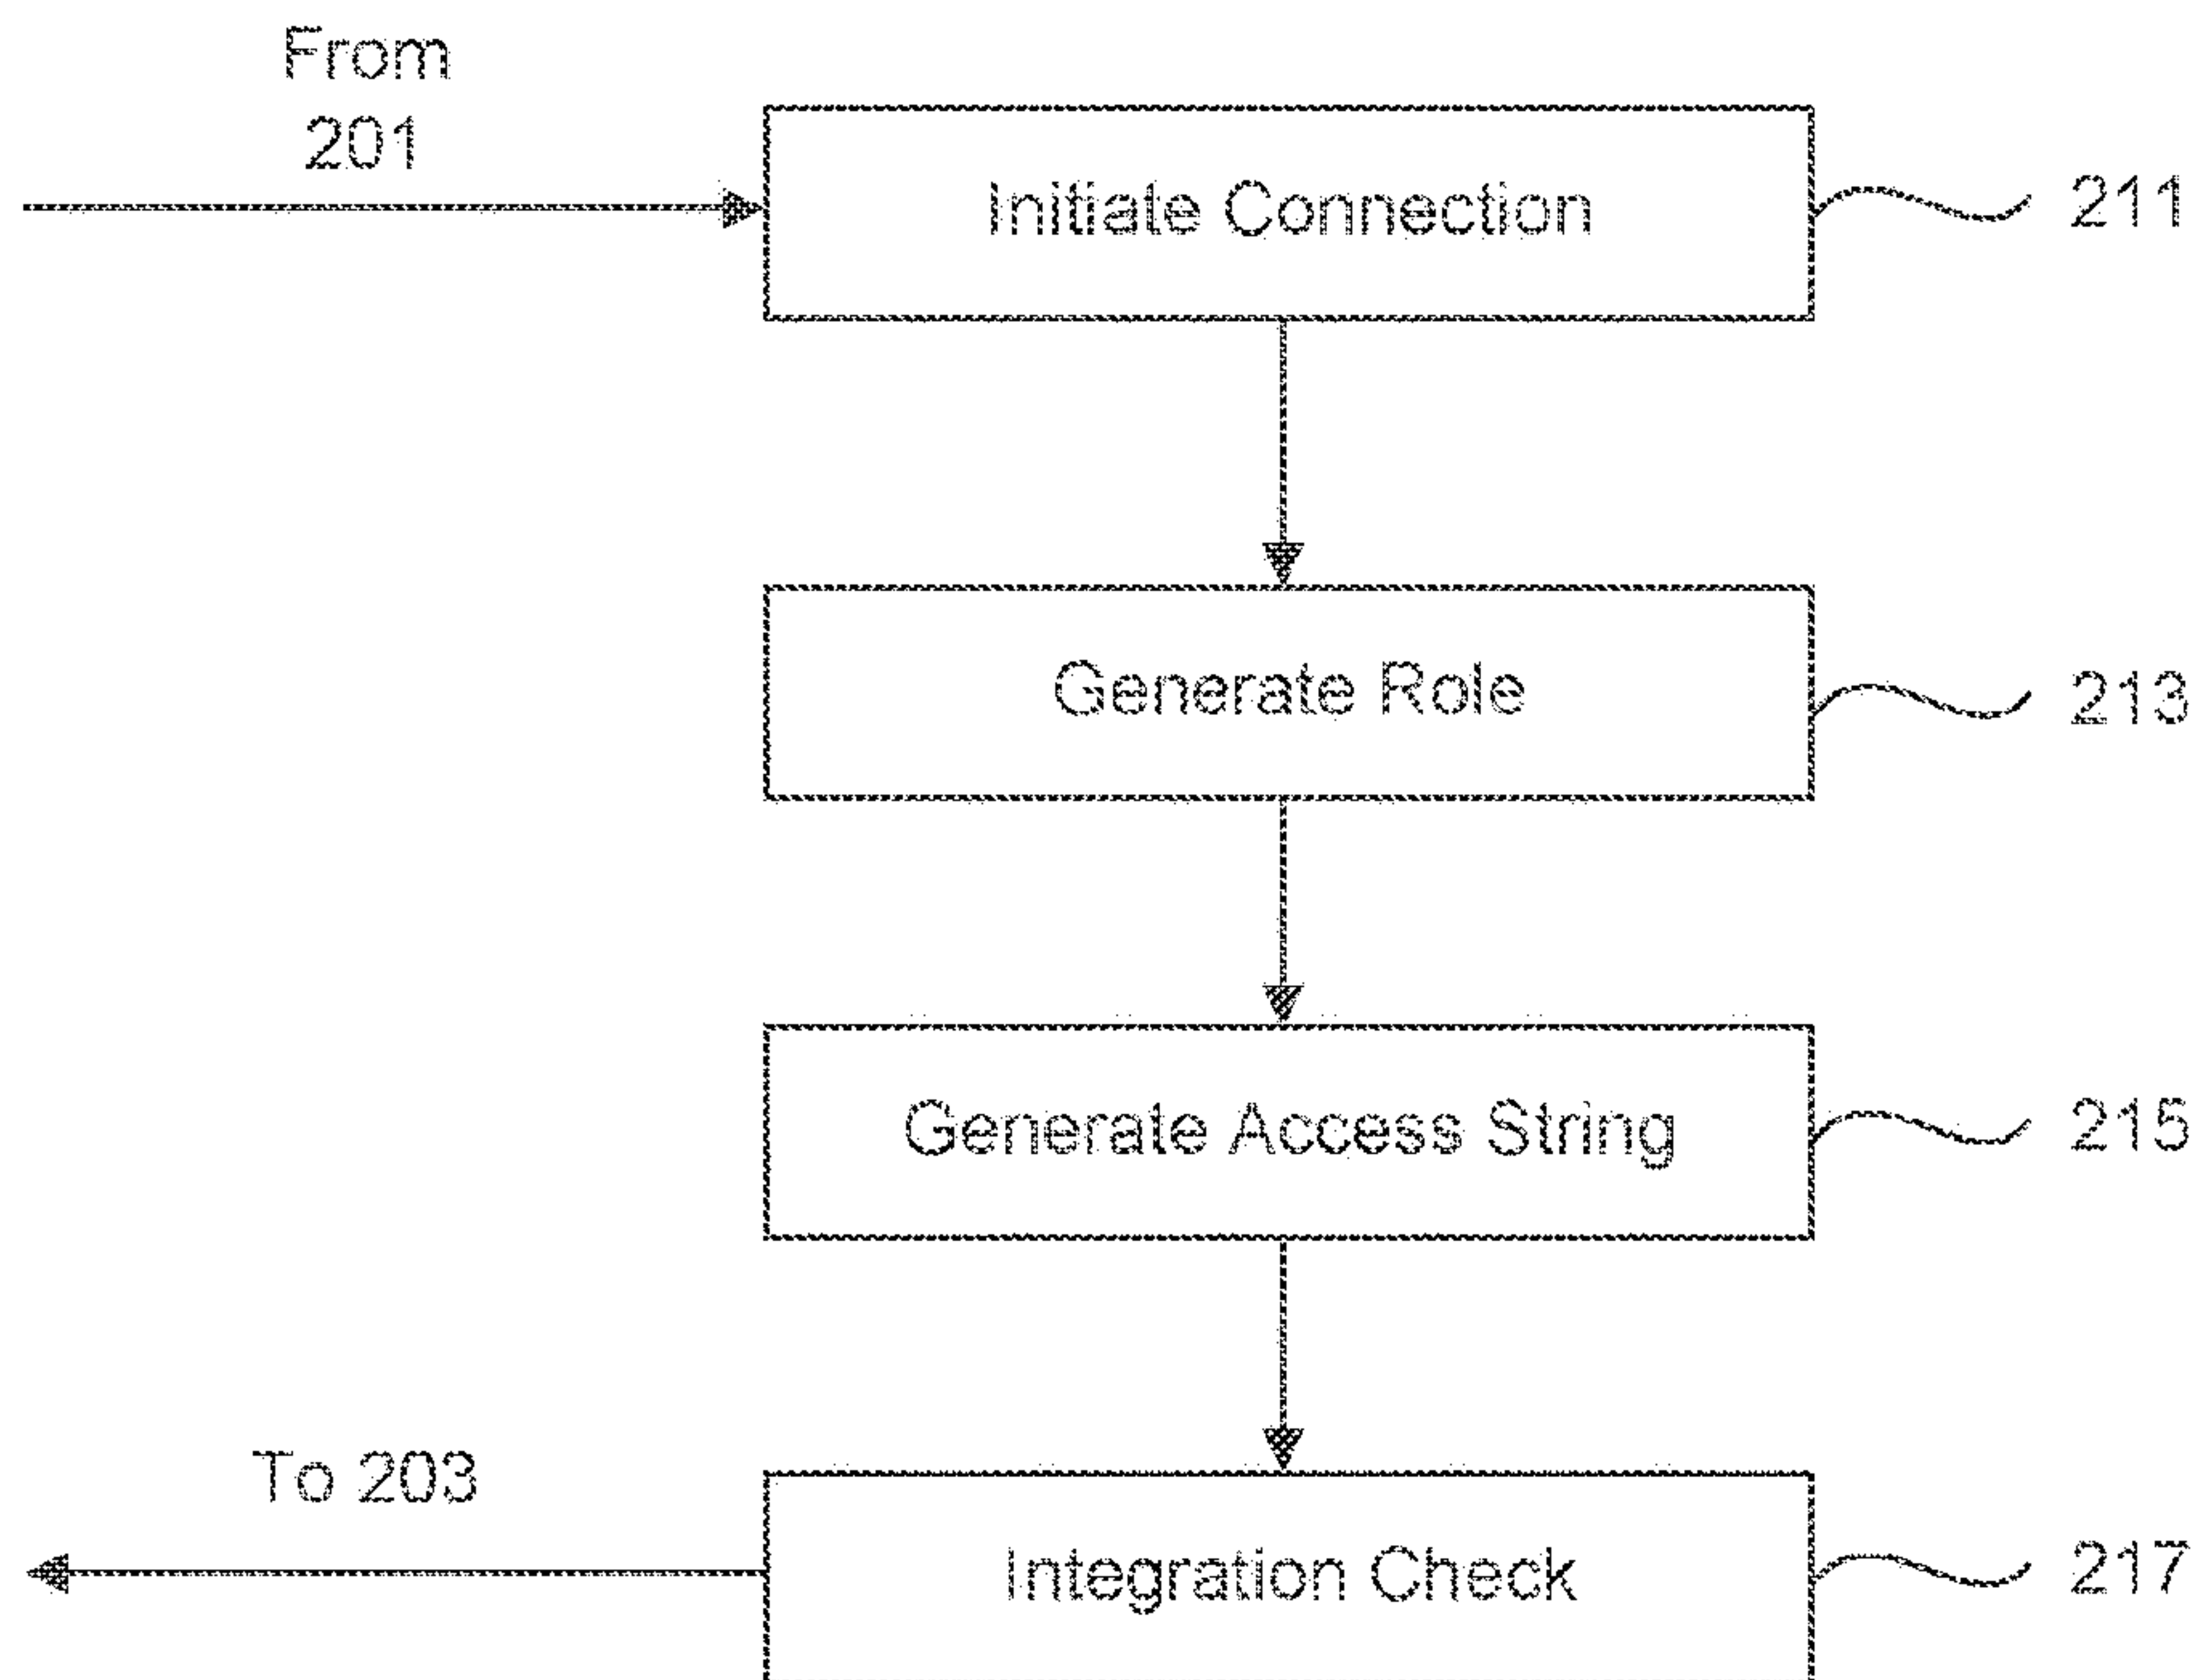 From
201
Initiate Connection
211
Generate Role
213
Generate Access String
215
To 203
Integration Check
217